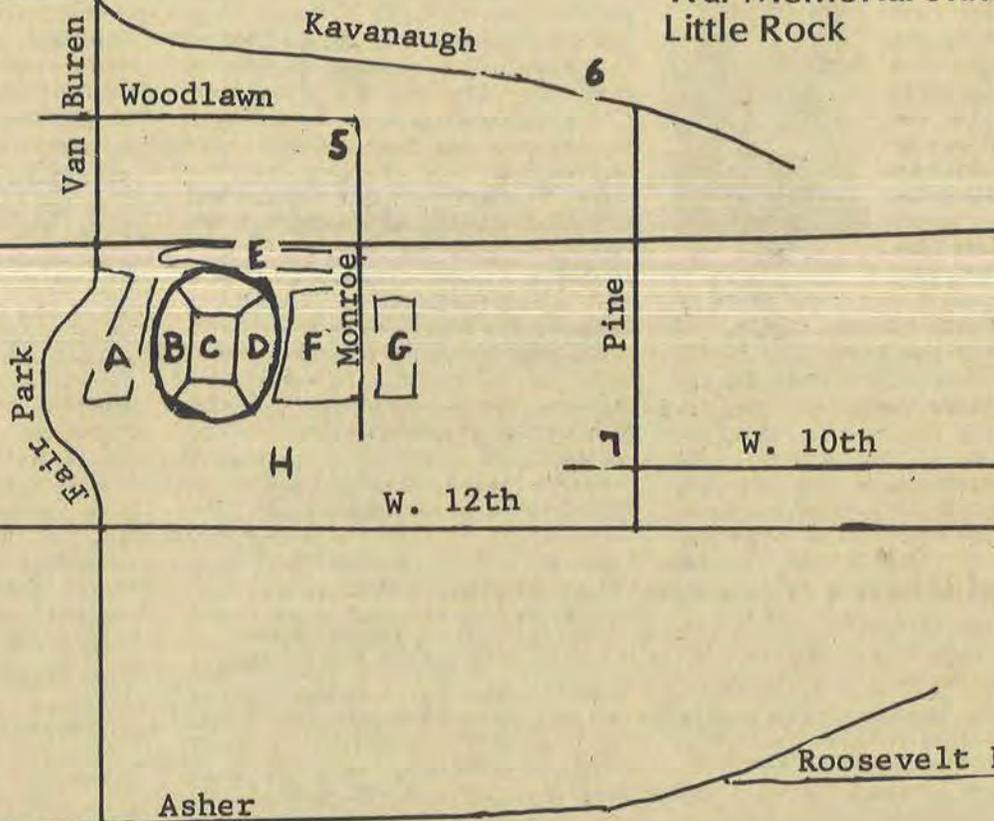 Little Rock
Kavanaugh
6
Van Buren
Woodlawn
5
E
Monroe
A
B C D
F
G
Pine
Fair Park
H
7
W. 10th
W. 12th
Roosevelt
Asher